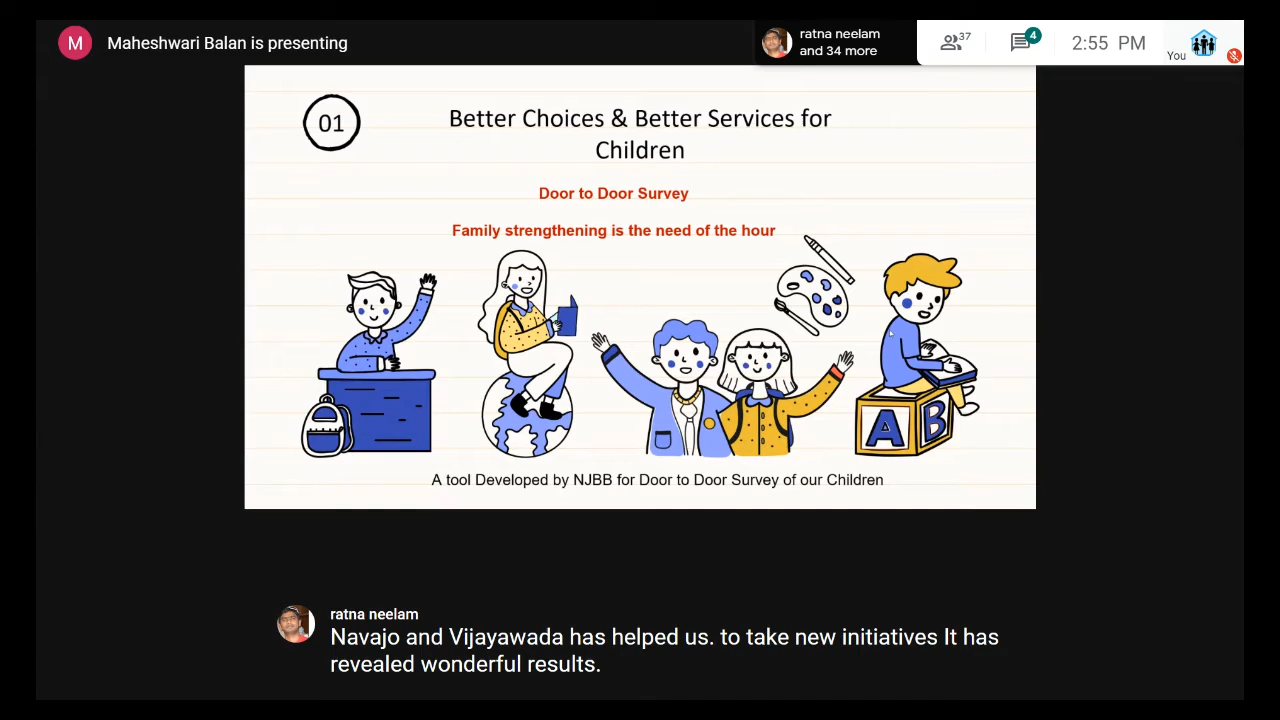 M
Maheshwari Balan is presenting
ratna neelam
and 34 more
37
4
2:55 PM
You
01
Better Choices & Better Services for
Children
Door to Door Survey
Family strengthening is the need of the hour
A B
A tool Developed by NJBB for Door to Door Survey of our Children
ratna neelam
Navajo and Vijayawada has helped us. to take new initiatives It has
revealed wonderful results.